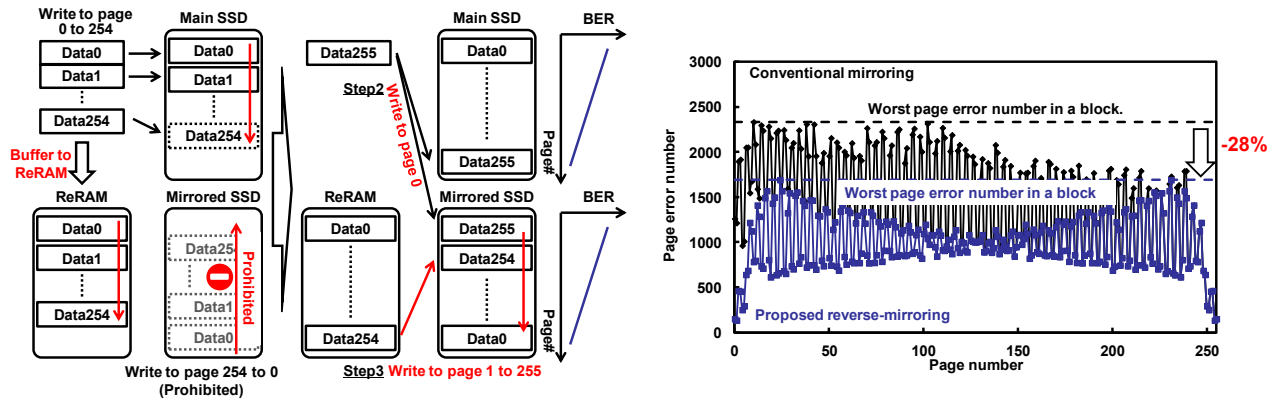 Write to page
0 to 254
Data0
Data1
Data254
Buffer to
ReRAM
ReRAM
Data0
Data1
Data254
Main SSD
Data0
Data1
Data254
Mirrored SSD
Data25
Data1
Data0
Prohibited
Write to page 254 to 0
(Prohibited)
Data255
Step2
Write to page 0
ReRAM
Data0
Data254
Step3 Write to page 1 to 255
Main SSD
Data0
Data255
BER
Page#
Mirrored SSD
Data255
Data254
Data0
BER
Page#
Conventional mirroring
Worst page error number in a block.
-28%
Worst page error number in a block
Proposed reverse-mirroring
Page error number
3000
2500
2000
1500
1000
500
0
0 50 100 150 200 250
Page number